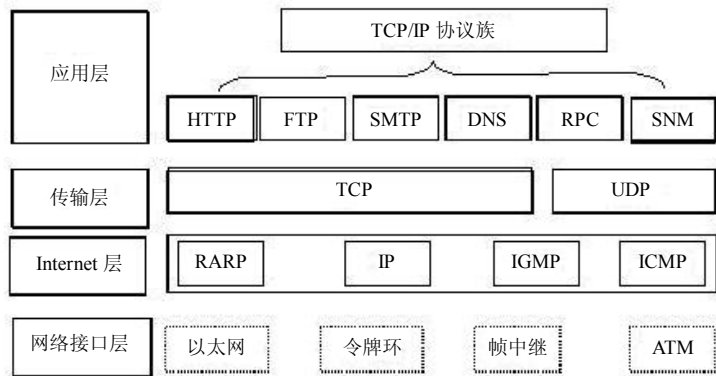 TCP/IP 协议族
应用层
HTTP FTP SMTP DNS RPC SNM
传输层 TCP UDP
Internet 层 RARP IP IGMP ICMP
网络接口层 以太网 令牌环 帧中继 ATM